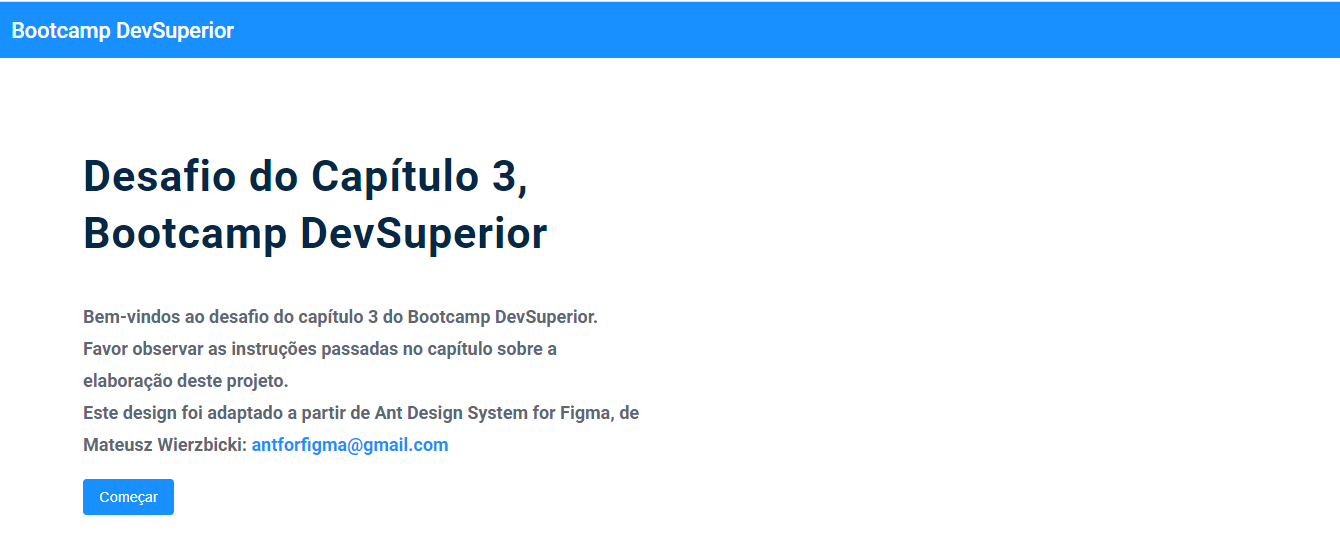 Bootcamp DevSuperior
Desafio do Capítulo 3,
Bootcamp DevSuperior
Bem-vindos ao desafio do capítulo 3 do Bootcamp DevSuperior.
Favor observar as instruções passadas no capítulo sobre a
elaboração deste projeto.
Este design foi adaptado a partir de Ant Design System for Figma, de
Mateusz Wierzbicki: antforfigma@gmail.com
Começar